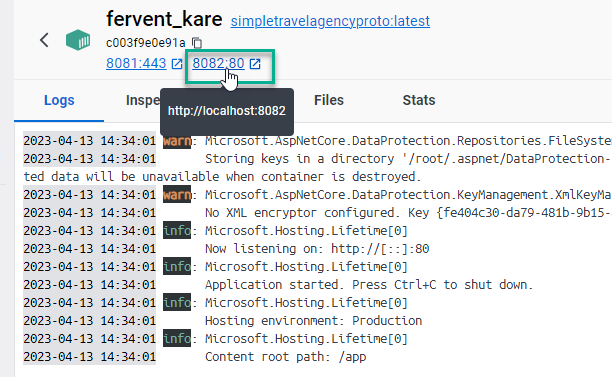 fervent_kare simpletravelagencyproto:latest
c003f9e0e91a
8081:443 8082:80
http://localhost:8082
Logs Inspe Files Stats
2023-04-13 14:34:01 warn: Microsoft.AspNetCore.DataProtection.Repositories.FileSystem
2023-04-13 14:34:01 Storing keys in a directory '/root/.aspnet/DataProtection-
ted data will be unavailable when container is destroyed.
2023-04-13 14:34:01 warn: Microsoft.AspNetCore.DataProtection.KeyManagement.XmlKeyMa
2023-04-13 14:34:01 No XML encryptor configured. Key {fe404c30-da79-481b-9b15-
2023-04-13 14:34:01 info: Microsoft.Hosting.Lifetime[0]
2023-04-13 14:34:01 Now listening on: http://[::]:80
2023-04-13 14:34:01 info: Microsoft.Hosting.Lifetime[0]
2023-04-13 14:34:01 Application started. Press Ctrl+C to shut down.
2023-04-13 14:34:01 info: Microsoft.Hosting.Lifetime[0]
2023-04-13 14:34:01 Hosting environment: Production
2023-04-13 14:34:01 info: Microsoft.Hosting.Lifetime[0]
2023-04-13 14:34:01 Content root path: /app